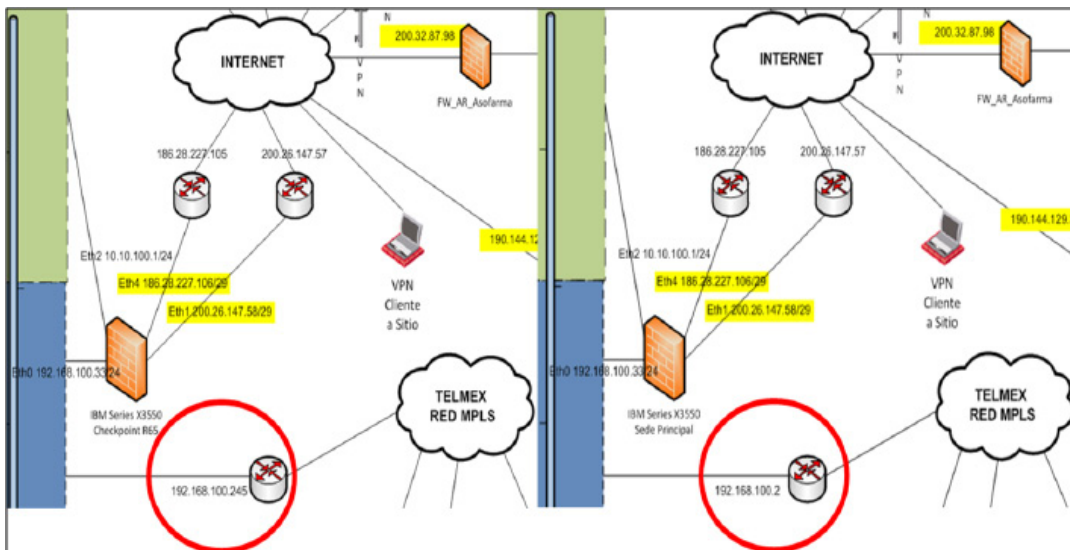 N
V
P
N
200.32.87.98
INTERNET
FW_AR_Asofarma
186.28.227.105
200.26.147.57
Eth2 10.10.100.1/24
190.144.12
Eth4 186.28.227.106/29
Eth1 200.26.147.58/29
VPN
Cliente
a Sitio
Eth0 192.168.100.33/24
IBM Series X3550
Checkpoint R65
TELMEX
RED MPLS
192.168.100.245
N
V
P
N
200.32.87.98
INTERNET
FW_AR_Asofarma
186.28.227.105
200.26.147.57
Eth2 10.10.100.1/24
190.144.129.
Eth4 186.28.227.106/29
Eth1 200.26.147.58/29
VPN
Cliente
a Sitio
Eth0 192.168.100.33/24
IBM Series X3550
Sede Principal
TELMEX
RED MPLS
192.168.100.2